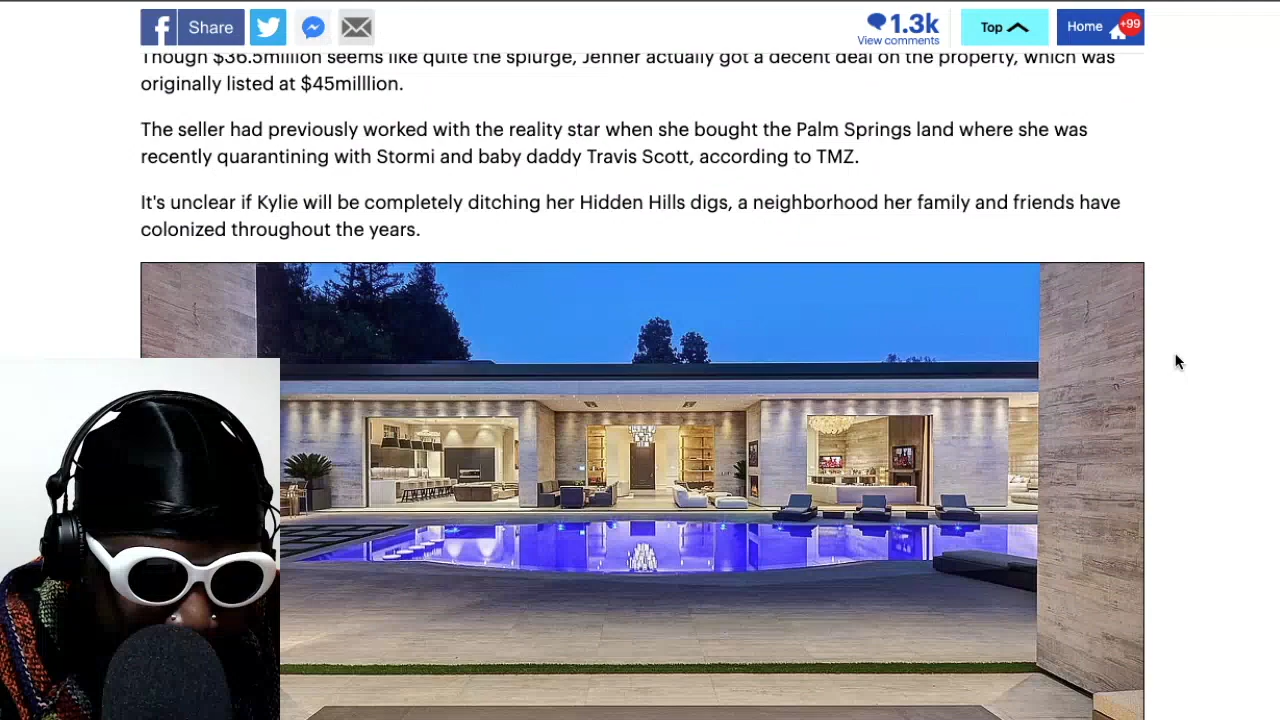 Share
1.3k
View comments
Top
Home
+99
Though $36.5million seems like quite the splurge, Jenner actually got a decent deal on the property, which was
originally listed at $45milllion.
The seller had previously worked with the reality star when she bought the Palm Springs land where she was
recently quarantining with Stormi and baby daddy Travis Scott, according to TMZ.
It's unclear if Kylie will be completely ditching her Hidden Hills digs, a neighborhood her family and friends have
colonized throughout the years.